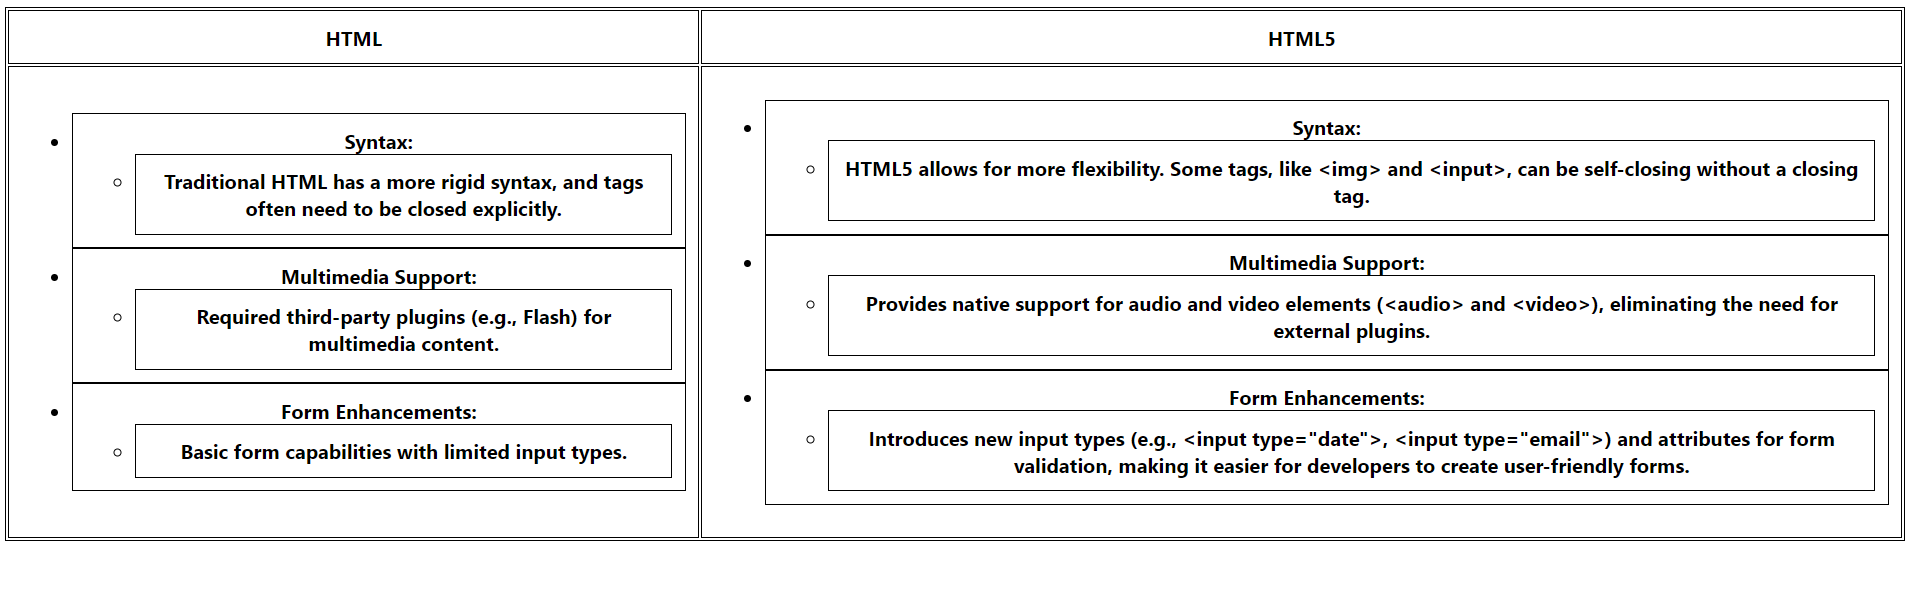 HTML
HTML5
Syntax:
Traditional HTML has a more rigid syntax, and tags
often need to be closed explicitly.
Multimedia Support:
Required third-party plugins (e.g., Flash) for
multimedia content.
Form Enhancements:
Basic form capabilities with limited input types.
Syntax:
HTML5 allows for more flexibility. Some tags, like <img> and <input>, can be self-closing without a closing
tag.
Multimedia Support:
Provides native support for audio and video elements (<audio> and <video>), eliminating the need for
external plugins.
Form Enhancements:
Introduces new input types (e.g., <input type="date">, <input type="email">) and attributes for form
validation, making it easier for developers to create user-friendly forms.